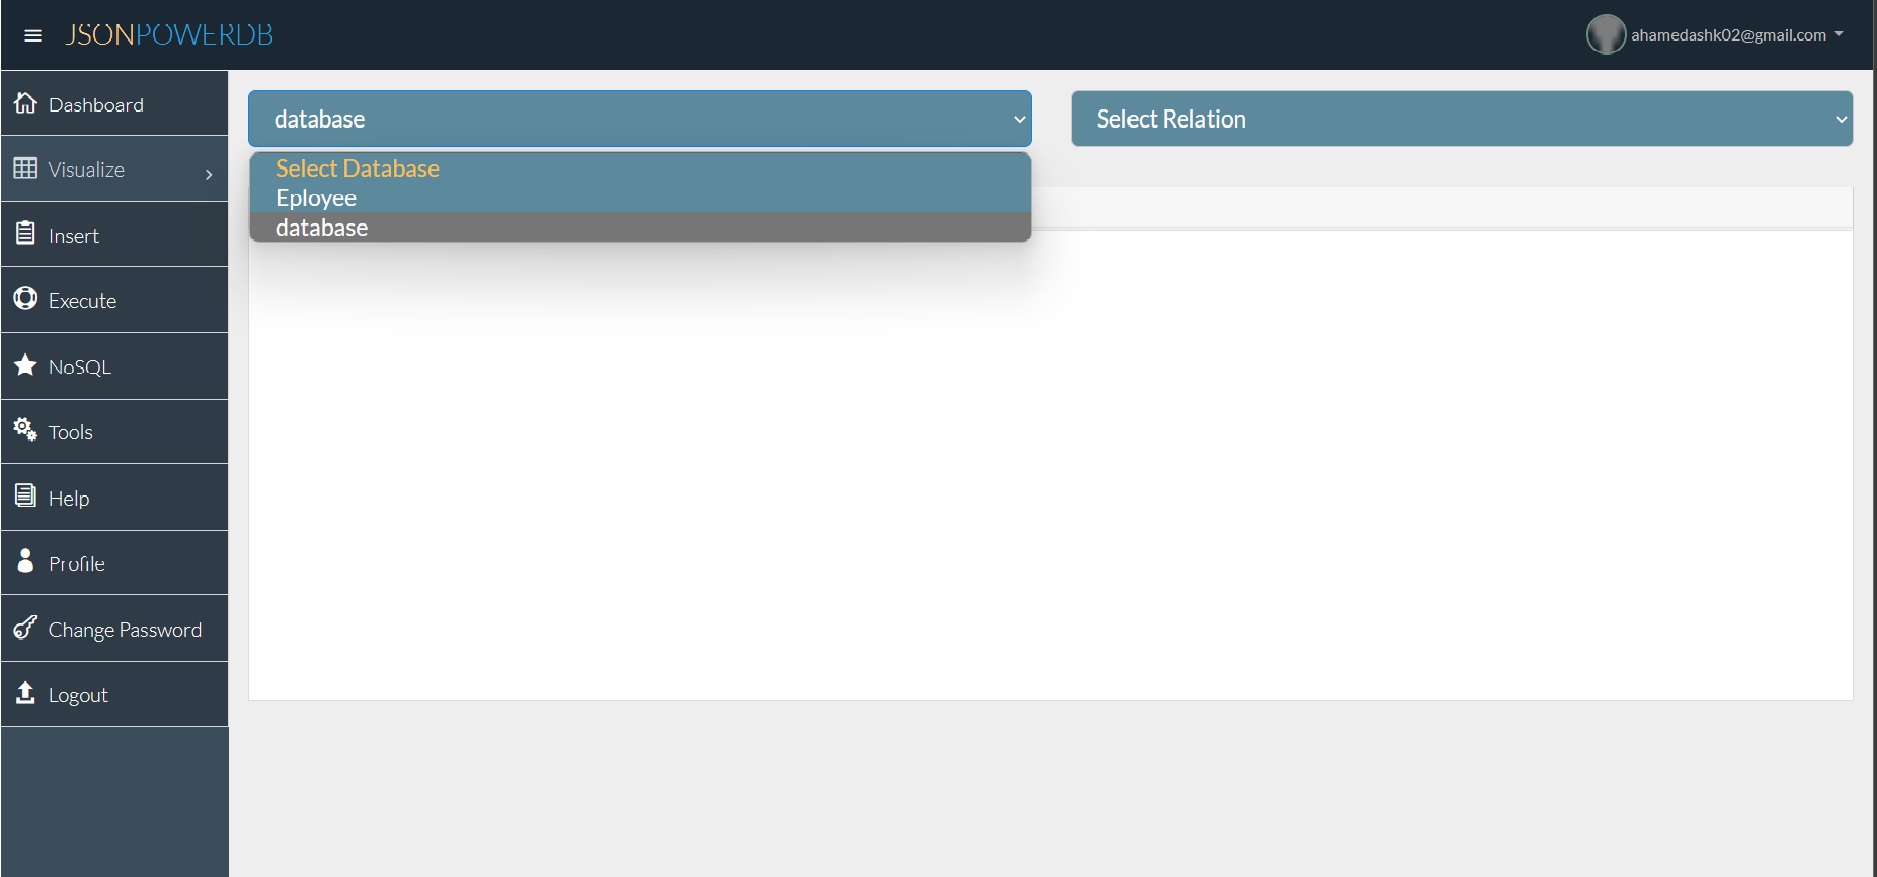 JSONPOWERDB
ahamedashk02@gmail.com
Dashboard
Visualize
Insert
Execute
NoSQL
Tools
Help
Profile
Change Password
Logout
database
Select Relation
Select Database
Eployee
database